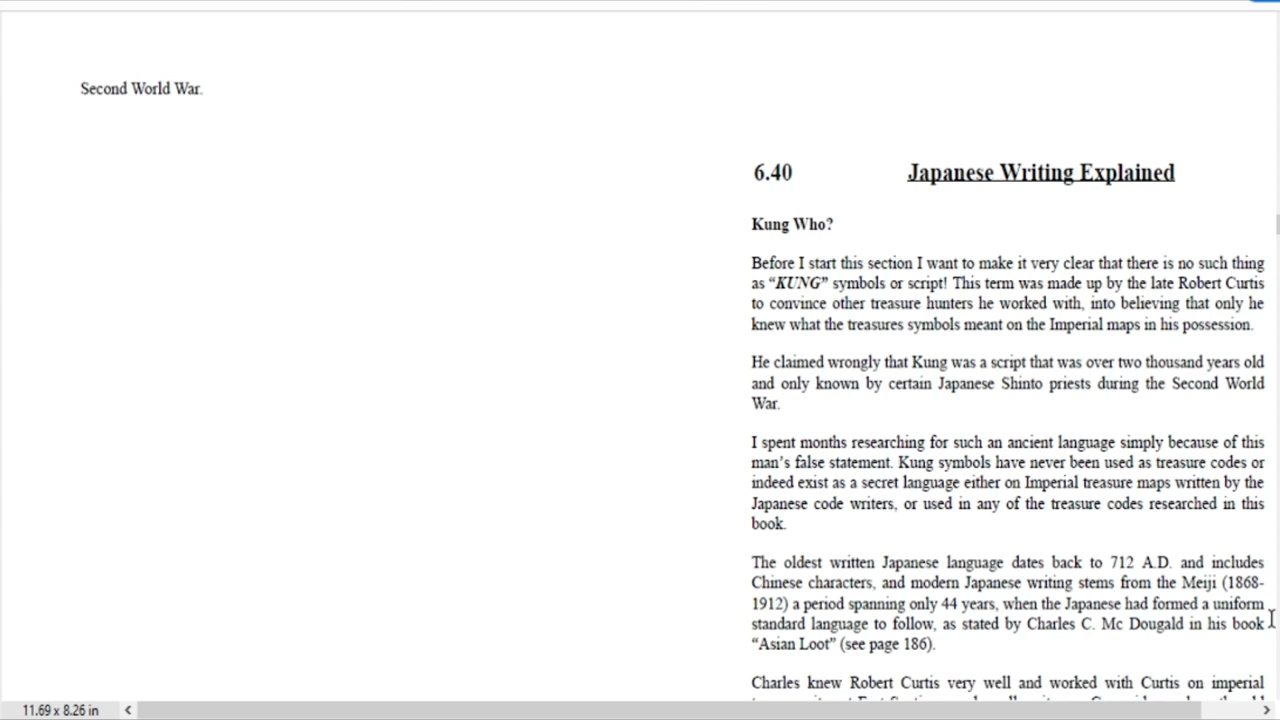 Second World War.
6.40 Japanese Writing Explained
Kung Who?
Before I start this section I want to make it very clear that there is no such thing
as “KUNG” symbols or script! This term was made up by the late Robert Curtis
to convince other treasure hunters he worked with, into believing that only he
knew what the treasures symbols meant on the Imperial maps in his possession.
He claimed wrongly that Kung was a script that was over two thousand years old
and only known by certain Japanese Shinto priests during the Second World
War.
I spent months researching for such an ancient language simply because of this
man’s false statement. Kung symbols have never been used as treasure codes or
indeed exist as a secret language either on Imperial treasure maps written by the
Japanese code writers, or used in any of the treasure codes researched in this
book.
The oldest written Japanese language dates back to 712 A.D. and includes
Chinese characters, and modern Japanese writing stems from the Meiji (1868-
1912) a period spanning only 44 years, when the Japanese had formed a uniform
standard language to follow, as stated by Charles C. Mc Dougald in his book
“Asian Loot” (see page 186).
Charles knew Robert Curtis very well and worked with Curtis on imperial
11.69 x 8.26 in